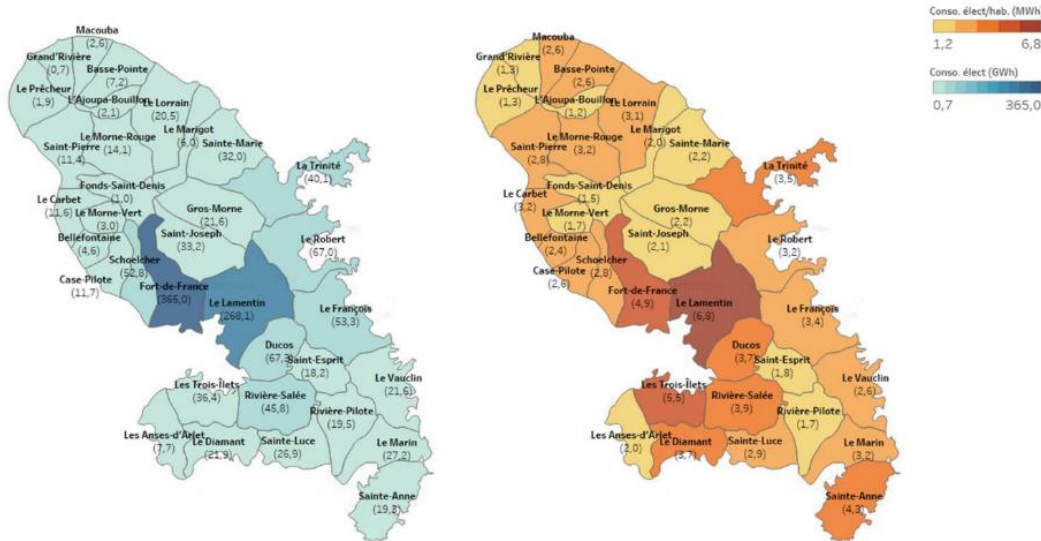 Conso. élect/hab. (MWh)
1,2 6,8
Conso. élect (GWh)
0,7 365,0
Macouba
(2,6)
Grand'Rivière
(0,7)
Basse-Pointe
(7,2)
Le Prêcheur
(1,9)
L'Ajoupa-Bouillon
(2,1)
Le Lorrain
(20,5)
Le Morne-Rouge
(14,1)
Le Marigot
(6,0)
Saint-Pierre
(11,4)
Sainte-Marie
(32,0)
La Trinité
(40,1)
Fonds-Saint-Denis
(1,0)
Le Carbet
(11,6)
Le Morne-Vert
(3,0)
Gros-Morne
(21,6)
Saint-Joseph
(33,2)
Le Robert
(67,0)
Bellefontaine
(4,6)
Schoelcher
(52,8)
Case-Pilote
(11,7)
Fort-de-France
(365,0)
Le Lamentin
(268,1)
Le François
(53,3)
Ducos
(67,3)
Saint-Esprit
(18,2)
Les Trois-Îlets
(36,4)
Rivière-Salée
(45,8)
Le Vauclin
(21,6)
Rivière-Pilote
(19,5)
Les Anses-d'Arlet
(7,7)
Le Diamant
(21,9)
Sainte-Luce
(26,9)
Le Marin
(27,2)
Sainte-Anne
(19,3)
Macouba
(2,6)
Grand'Rivière
(1,3)
Basse-Pointe
(2,6)
Le Prêcheur
(1,3)
L'Ajoupa-Bouillon
(1,2)
Le Lorrain
(3,1)
Le Morne-Rouge
(3,2)
Le Marigot
(2,0)
Saint-Pierre
(2,8)
Sainte-Marie
(2,2)
La Trinité
(3,5)
Fonds-Saint-Denis
(1,5)
Le Carbet
(3,2)
Le Morne-Vert
(1,7)
Gros-Morne
(2,2)
Saint-Joseph
(2,1)
Le Robert
(3,2)
Bellefontaine
(2,4)
Schoelcher
(2,8)
Case-Pilote
(2,6)
Fort-de-France
(4,9)
Le Lamentin
(6,8)
Le François
(3,4)
Ducos
(3,7)
Saint-Esprit
(1,8)
Les Trois-Îlets
(5,5)
Rivière-Salée
(3,9)
Le Vauclin
(2,6)
Rivière-Pilote
(1,7)
Les Anses-d'Arlet
(2,0)
Le Diamant
(3,7)
Sainte-Luce
(2,9)
Le Marin
(3,2)
Sainte-Anne
(4,3)